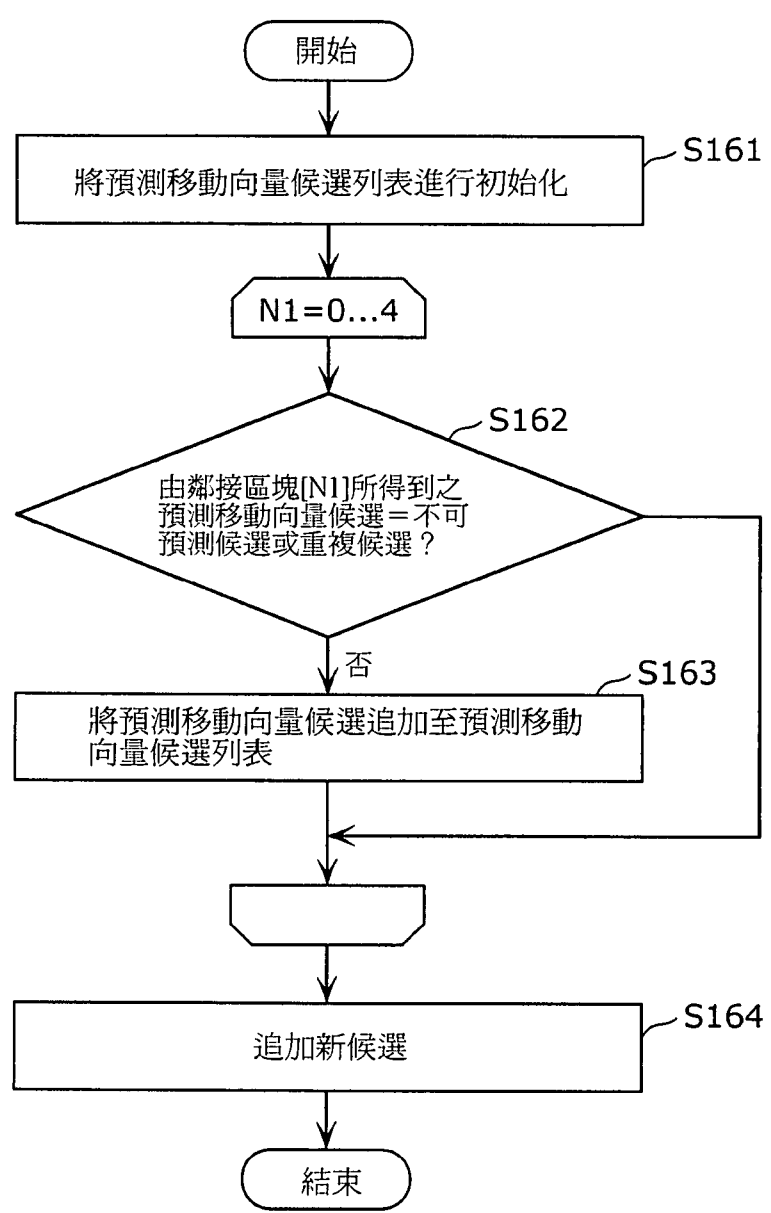 開始
S161
將預測移動向量候選列表進行初始化
N1=0...4
S162
由鄰接區塊[N1]所得到之
預測移動向量候選＝不可
預測候選或重複候選？
否
S163
將預測移動向量候選追加至預測移動
向量候選列表
S164
追加新候選
結束